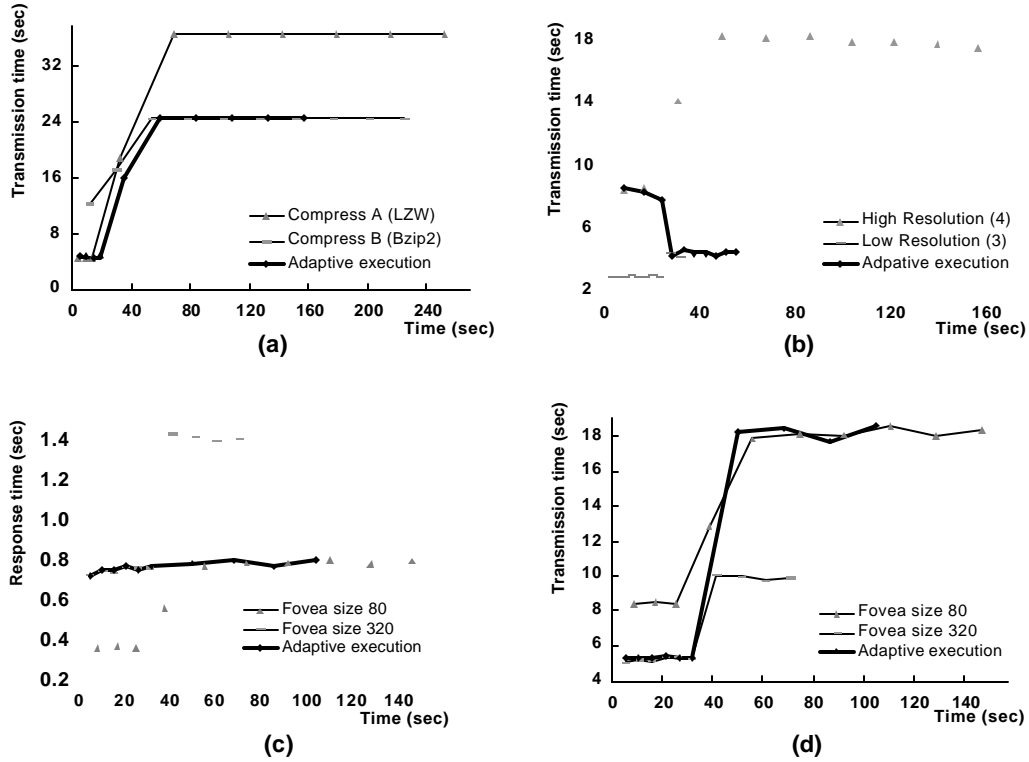 Transmission time (sec)
32
24
16
8
0
0 40 80 120 160 200 240
Time (sec)
Compress A (LZW)
Compress B (Bzip2)
Adaptive execution
(a)
Transmission time (sec)
18
14
10
6
2
0 40 80 120 160
Time (sec)
High Resolution (4)
Low Resolution (3)
Adpative execution
(b)
Response time (sec)
1.4
1.2
1.0
0.8
0.6
0.4
0.2
0 20 40 60 80 100 120 140
Time (sec)
Fovea size 80
Fovea size 320
Adaptive execution
(c)
Transmission time (sec)
18
16
14
12
10
8
6
4
0 20 40 60 80 100 120 140
Time (sec)
Fovea size 80
Fovea size 320
Adaptive execution
(d)